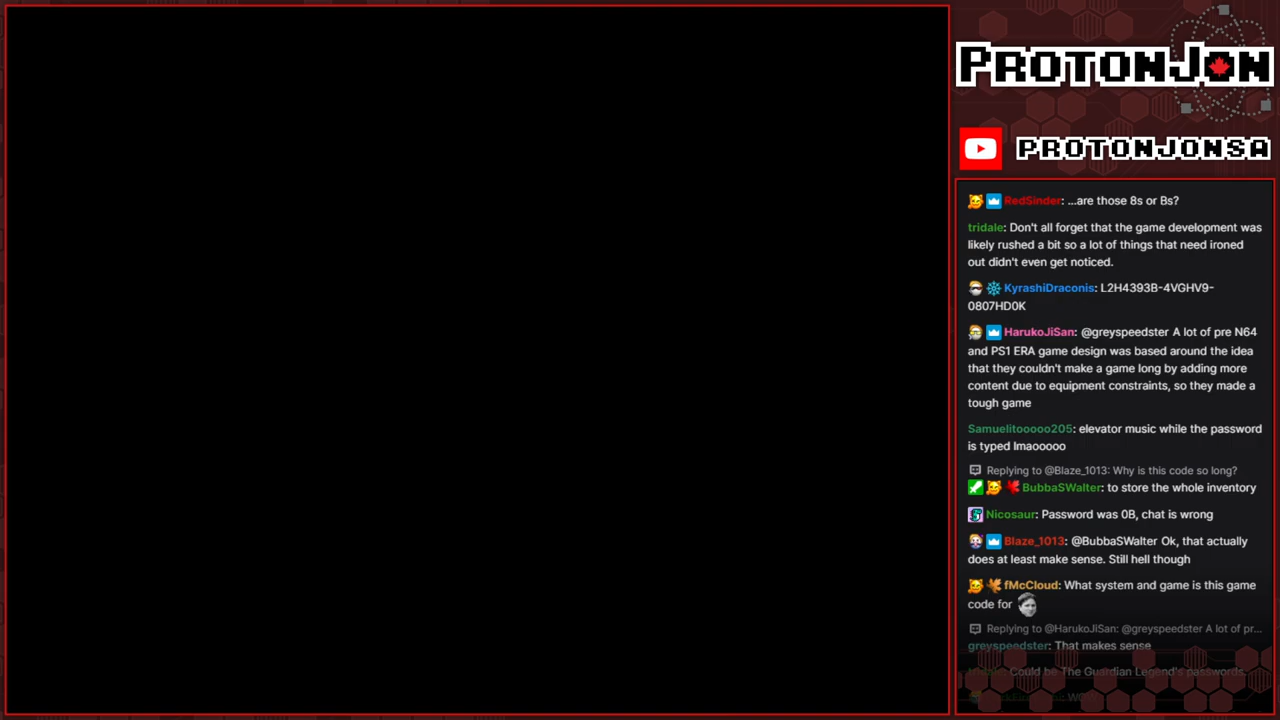 PROTONJON
PROTONJONSA
RedSinder: ...are those 8s or Bs?
tridale: Don't all forget that the game development was
likely rushed a bit so a lot of things that need ironed
out didn't even get noticed.
KyrashiDraconis: L2H4393B-4VGHV9-
0807HD0K
HarukoJiSan: @greyspeedster A lot of pre N64
and PS1 ERA game design was based around the idea
that they couldn't make a game long by adding more
content due to equipment constraints, so they made a
tough game
Samuelitooooo205: elevator music while the password
is typed lmaooooo
Replying to @Blaze_1013: Why is this code so long?
BubbaSWalter: to store the whole inventory
Nicosaur: Password was 0B, chat is wrong
Blaze_1013: @BubbaSWalter Ok, that actually
does at least make sense. Still hell though
fMcCloud: What system and game is this game
code for
Replying to @HarukoJiSan: @greyspeedster A lot of pr...
greyspeedster: That makes sense
tridale: Could be The Guardian Legend's passwords.